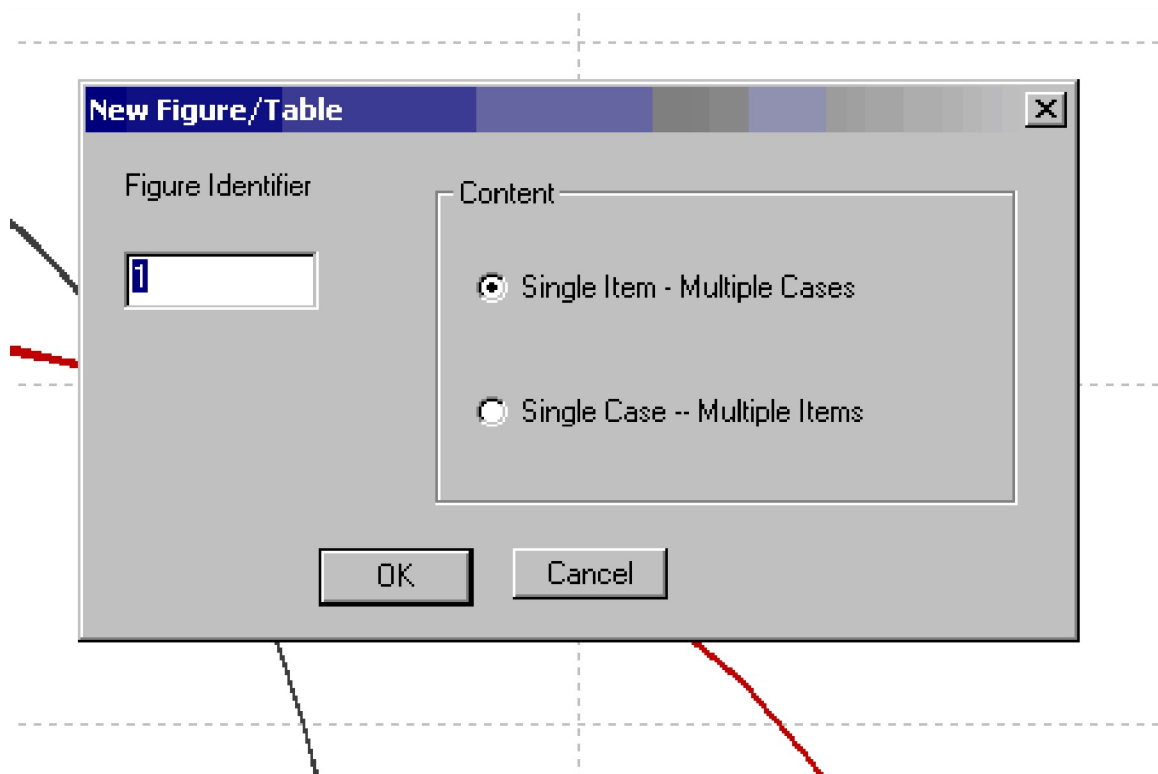 New Figure/Table
Figure Identifier
1
Content
Single Item - Multiple Cases
Single Case -- Multiple Items
OK
Cancel